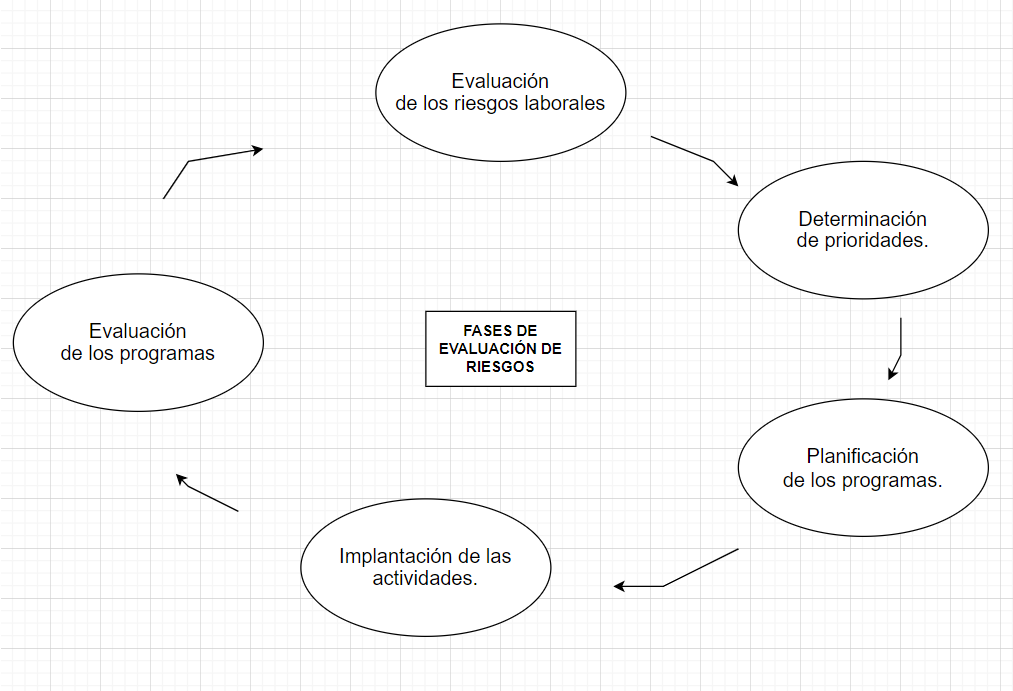 Evaluación
de los riesgos laborales
Determinación
de prioridades.
Planificación
de los programas.
Implantación de las
actividades.
Evaluación
de los programas
FASES DE
EVALUACIÓN DE
RIESGOS